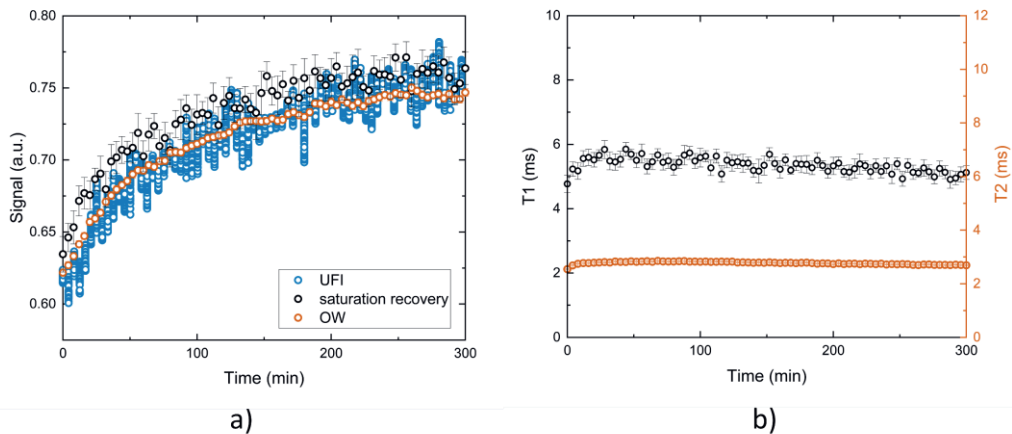 0.80
0.75
0.70
0.65
0.60
Signal (a.u.)
UFI
saturation recovery
OW
0 100 200 300
Time (min)
a)
10
8
6
4
2
0
T1 (ms)
12
10
8
6
4
2
0
T2 (ms)
0 100 200 300
Time (min)
b)